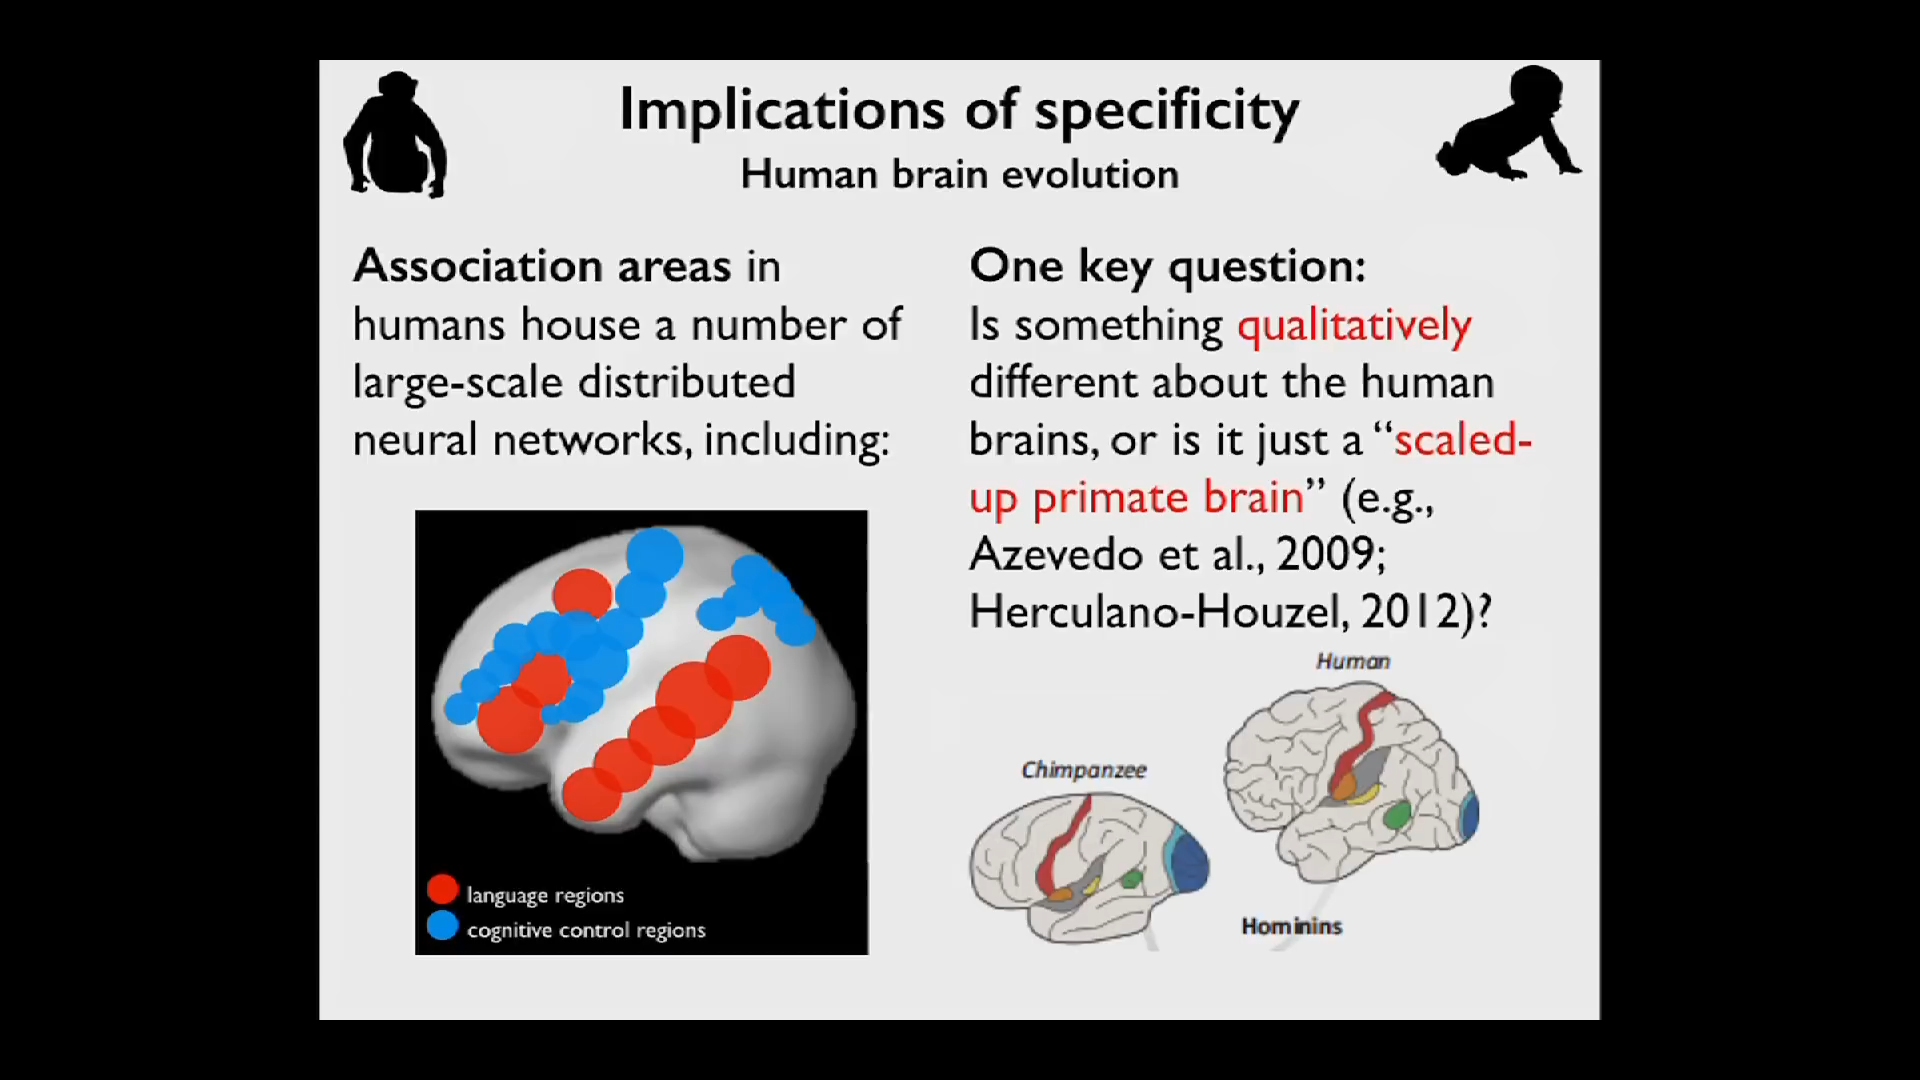 Implications of specificity
Human brain evolution
Association areas in
humans house a number of
large-scale distributed
neural networks, including:
language regions
cognitive control regions
One key question:
Is something qualitatively
different about the human
brains, or is it just a “scaled-
up primate brain” (e.g.,
Azevedo et al., 2009;
Herculano-Houzel, 2012)?
Human
Chimpanzee
Hominins